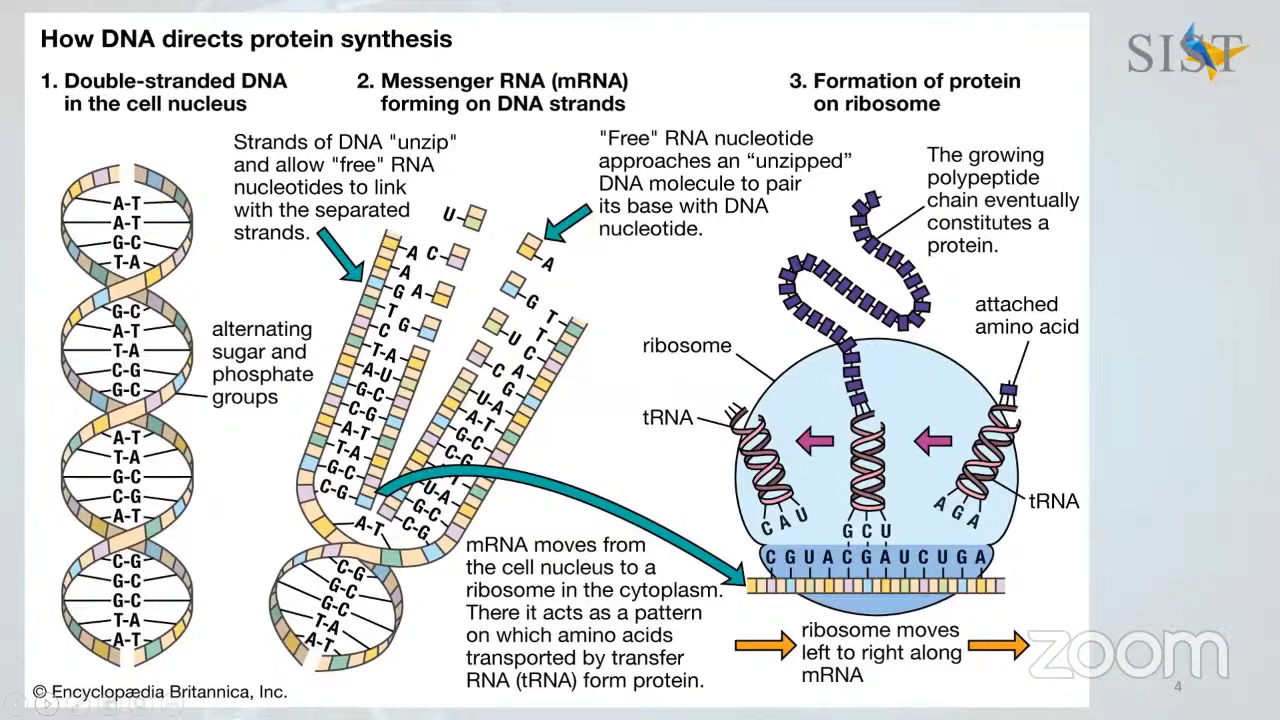 How DNA directs protein synthesis
SIST
1. Double-stranded DNA
in the cell nucleus
2. Messenger RNA (mRNA)
forming on DNA strands
3. Formation of protein
on ribosome
Strands of DNA "unzip"
and allow "free" RNA
nucleotides to link
with the separated
strands.
"Free" RNA nucleotide
approaches an “unzipped”
DNA molecule to pair
its base with DNA
nucleotide.
The growing
polypeptide
chain eventually
constitutes a
protein.
A-T
A-T
G-C
T-A
G-C
A-T
T-A
C-G
G-C
A-T
T-A
G-C
C-G
A-T
C-G
G-C
G-C
T-A
A-T
alternating
sugar and
phosphate
groups
U
A C
A
G A
T
C G
T-A
A-U
G-C
C-G
A-T
T-A
G-C
C-G
A-T
A
G T
T
U C
C A
G
U-A
A-T
G-C
C-G
U-A
G-C
C-G
C-G
G-C
G-C
T-A
A-T
ribosome
attached
amino acid
tRNA
tRNA
C A U
G C U
A G A
C G U A C G A U C U G A
mRNA moves from
the cell nucleus to a
ribosome in the cytoplasm.
There it acts as a pattern
on which amino acids
transported by transfer
RNA (tRNA) form protein.
ribosome moves
left to right along
mRNA
zoom
4
© Encyclopædia Britannica, Inc.